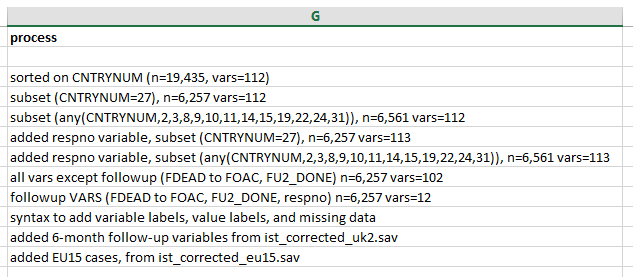 G
process
sorted on CNTRYNUM (n=19,435, vars=112)
subset (CNTRYNUM=27), n=6,257 vars=112
subset (any(CNTRYNUM,2,3,8,9,10,11,14,15,19,22,24,31)), n=6,561 vars=112
added respno variable, subset (CNTRYNUM=27), n=6,257 vars=113
added respno variable, subset (any(CNTRYNUM,2,3,8,9,10,11,14,15,19,22,24,31)), n=6,561 vars=113
all vars except followup (FDEAD to FOAC, FU2_DONE) n=6,257 vars=102
followup VARS (FDEAD to FOAC, FU2_DONE, respno) n=6,257 vars=12
syntax to add variable labels, value labels, and missing data
added 6-month follow-up variables from ist_corrected_uk2.sav
added EU15 cases, from ist_corrected_eu15.sav